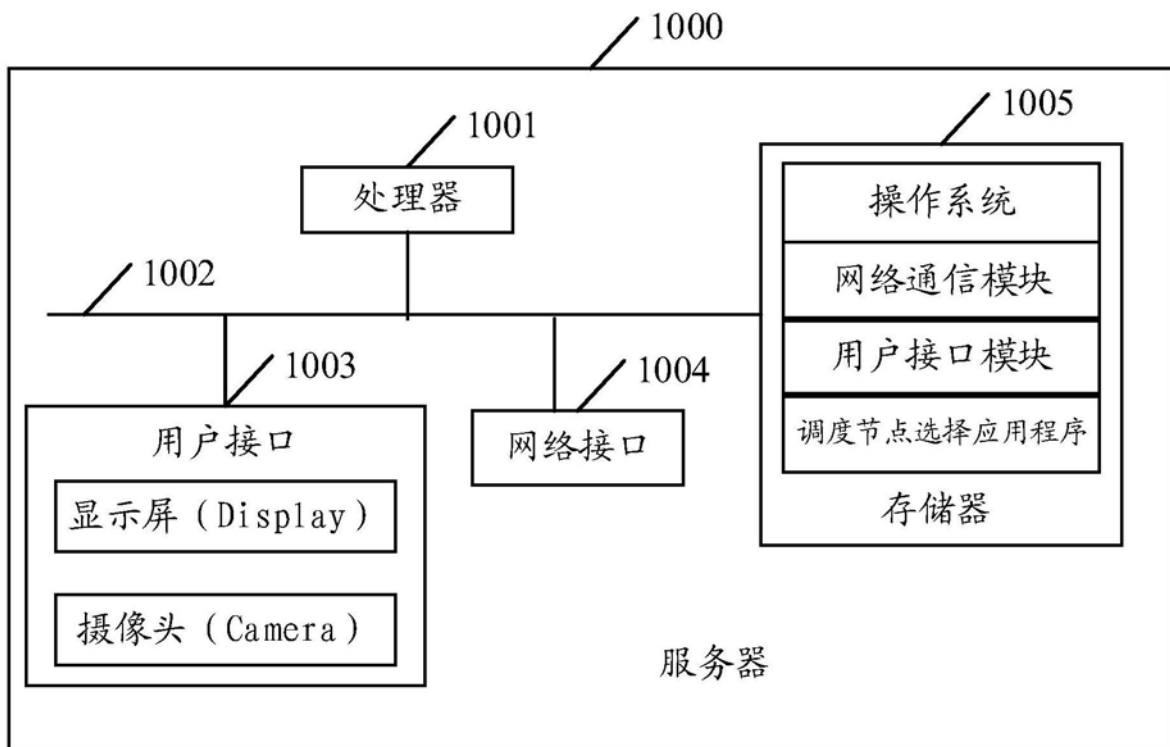 1000
1001
1005
处理器
操作系统
网络通信模块
用户接口模块
调度节点选择应用程序
存储器
1002
1003
1004
用户接口
显示屏（Display）
摄像头（Camera）
网络接口
服务器